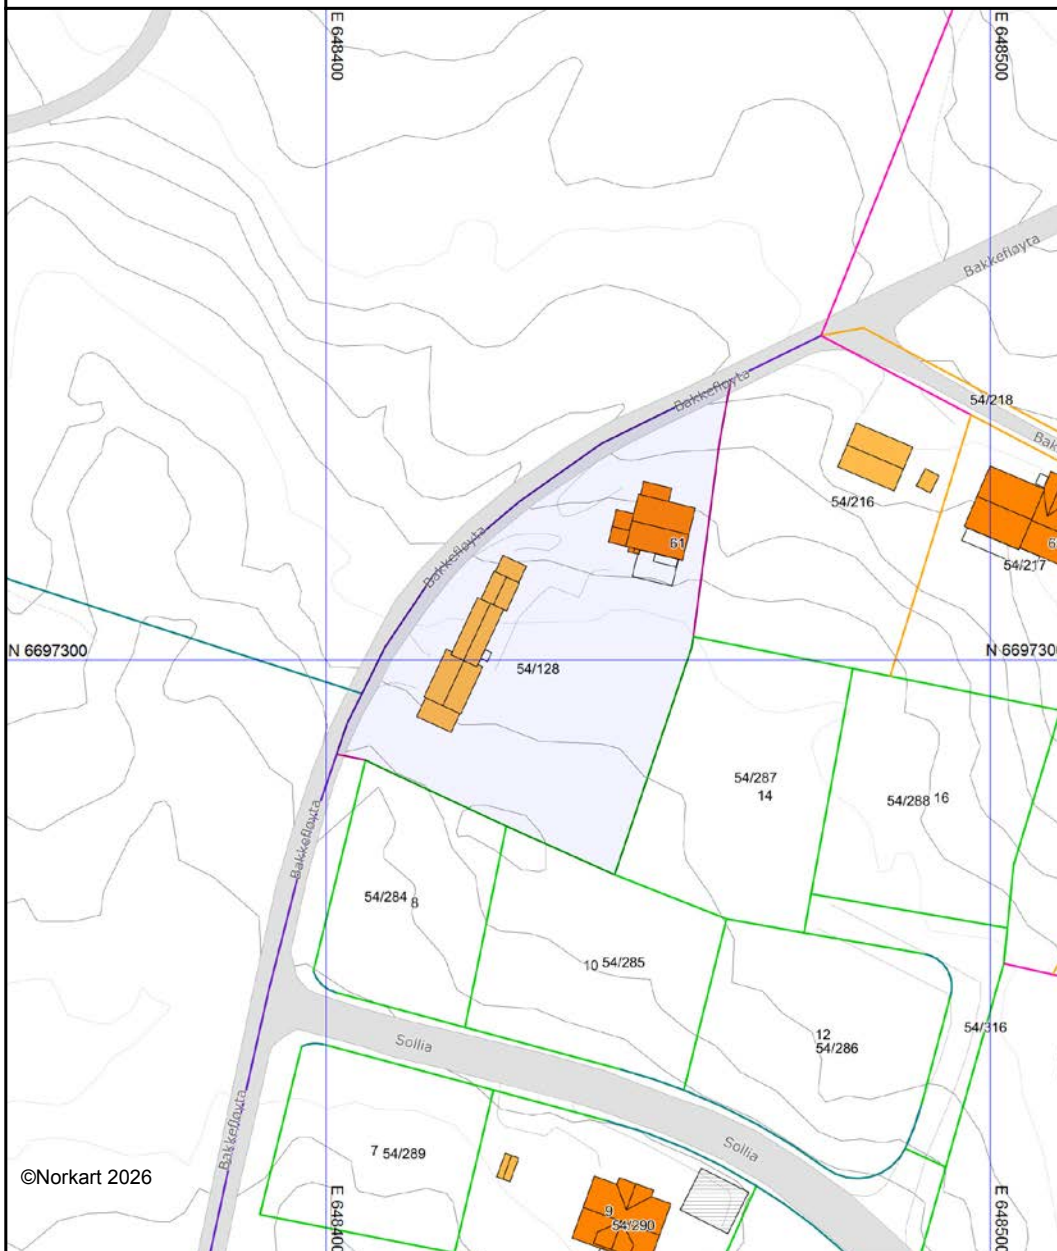 E 648400
E 648500
Bakkefløyta
Bakkefløyta
54/218
Bak
54/216
61
6
54/217
Bakkefløyta
N 6697300
N 6697300
54/128
54/287
14
54/288 16
Bakkefløyta
54/284 8
10 54/285
12
54/286
54/316
Sollia
Bakkefløyta
7 54/289
Sollia
©Norkart 2026
9
54/290
E 648400
E 648500